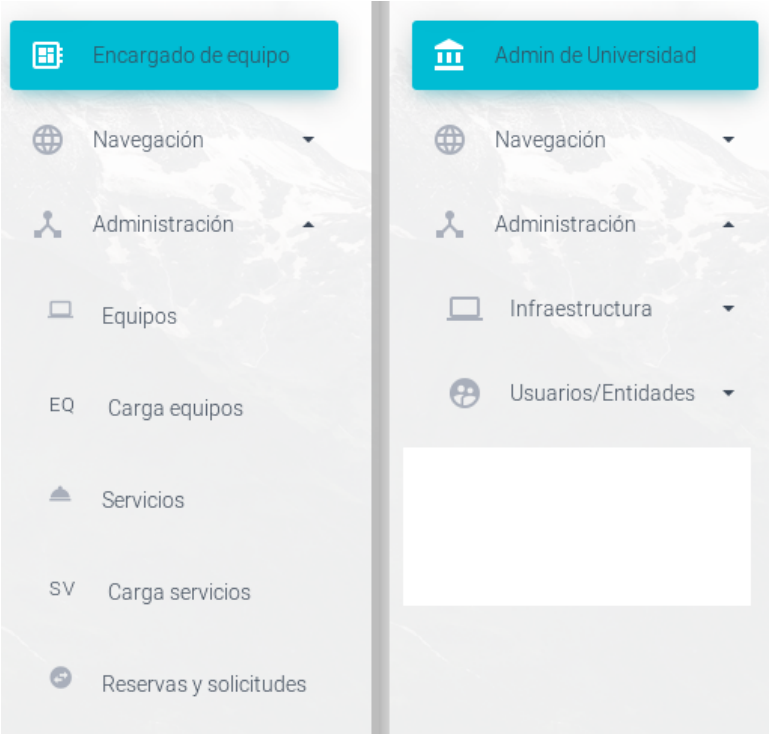 Encargado de equipo
Navegación
Administración
Equipos
EQ Carga equipos
Servicios
SV Carga servicios
Reservas y solicitudes
Admin de Universidad
Navegación
Administración
Infraestructura
Usuarios/Entidades